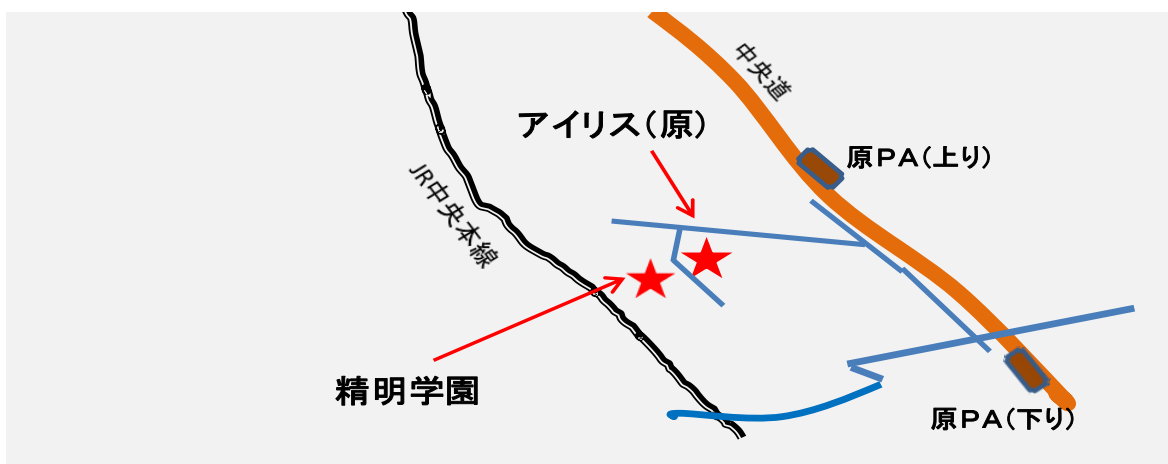 中央道
アイリス（原）
原ＰＡ（上り）
JR中央本線
精明学園
原ＰＡ（下り）